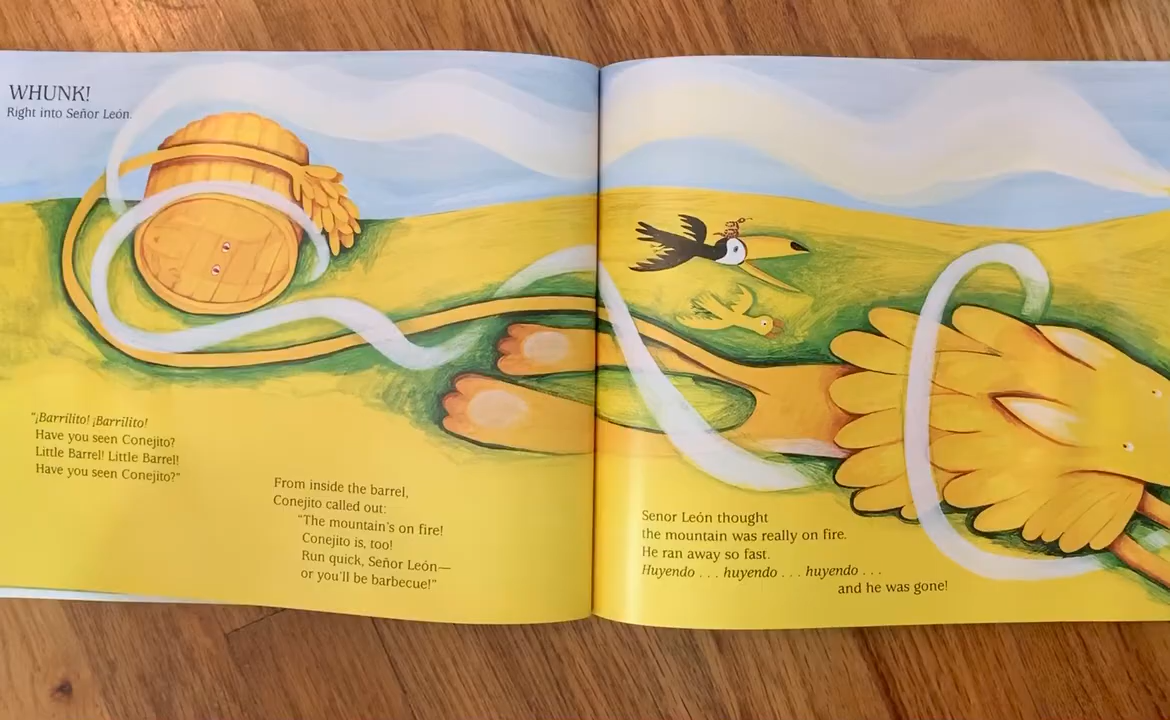 WHUNK!
Right into Señor León.
"¡Barrilito! ¡Barrilito!
Have you seen Conejito?
Little Barrel! Little Barrel!
Have you seen Conejito?"
From inside the barrel,
Conejito called out:
"The mountain's on fire!
Conejito is, too!
Run quick, Señor León—
or you'll be barbecue!"
Senor León thought
the mountain was really on fire.
He ran away so fast.
Huyendo . . . huyendo . . . huyendo . . .
and he was gone!